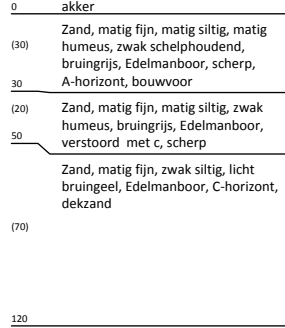 0 akker
Zand, matig fijn, matig siltig, matig
(30) humeus, zwak schelphoudend,
bruingrijs, Edelmanboor, scherp,
30 A-horizont, bouwvoor
(20) Zand, matig fijn, matig siltig, zwak
humeus, bruingrijs, Edelmanboor,
50 verstoord met c, scherp
Zand, matig fijn, zwak siltig, licht
bruingeel, Edelmanboor, C-horizont,
dekzand
(70)
120